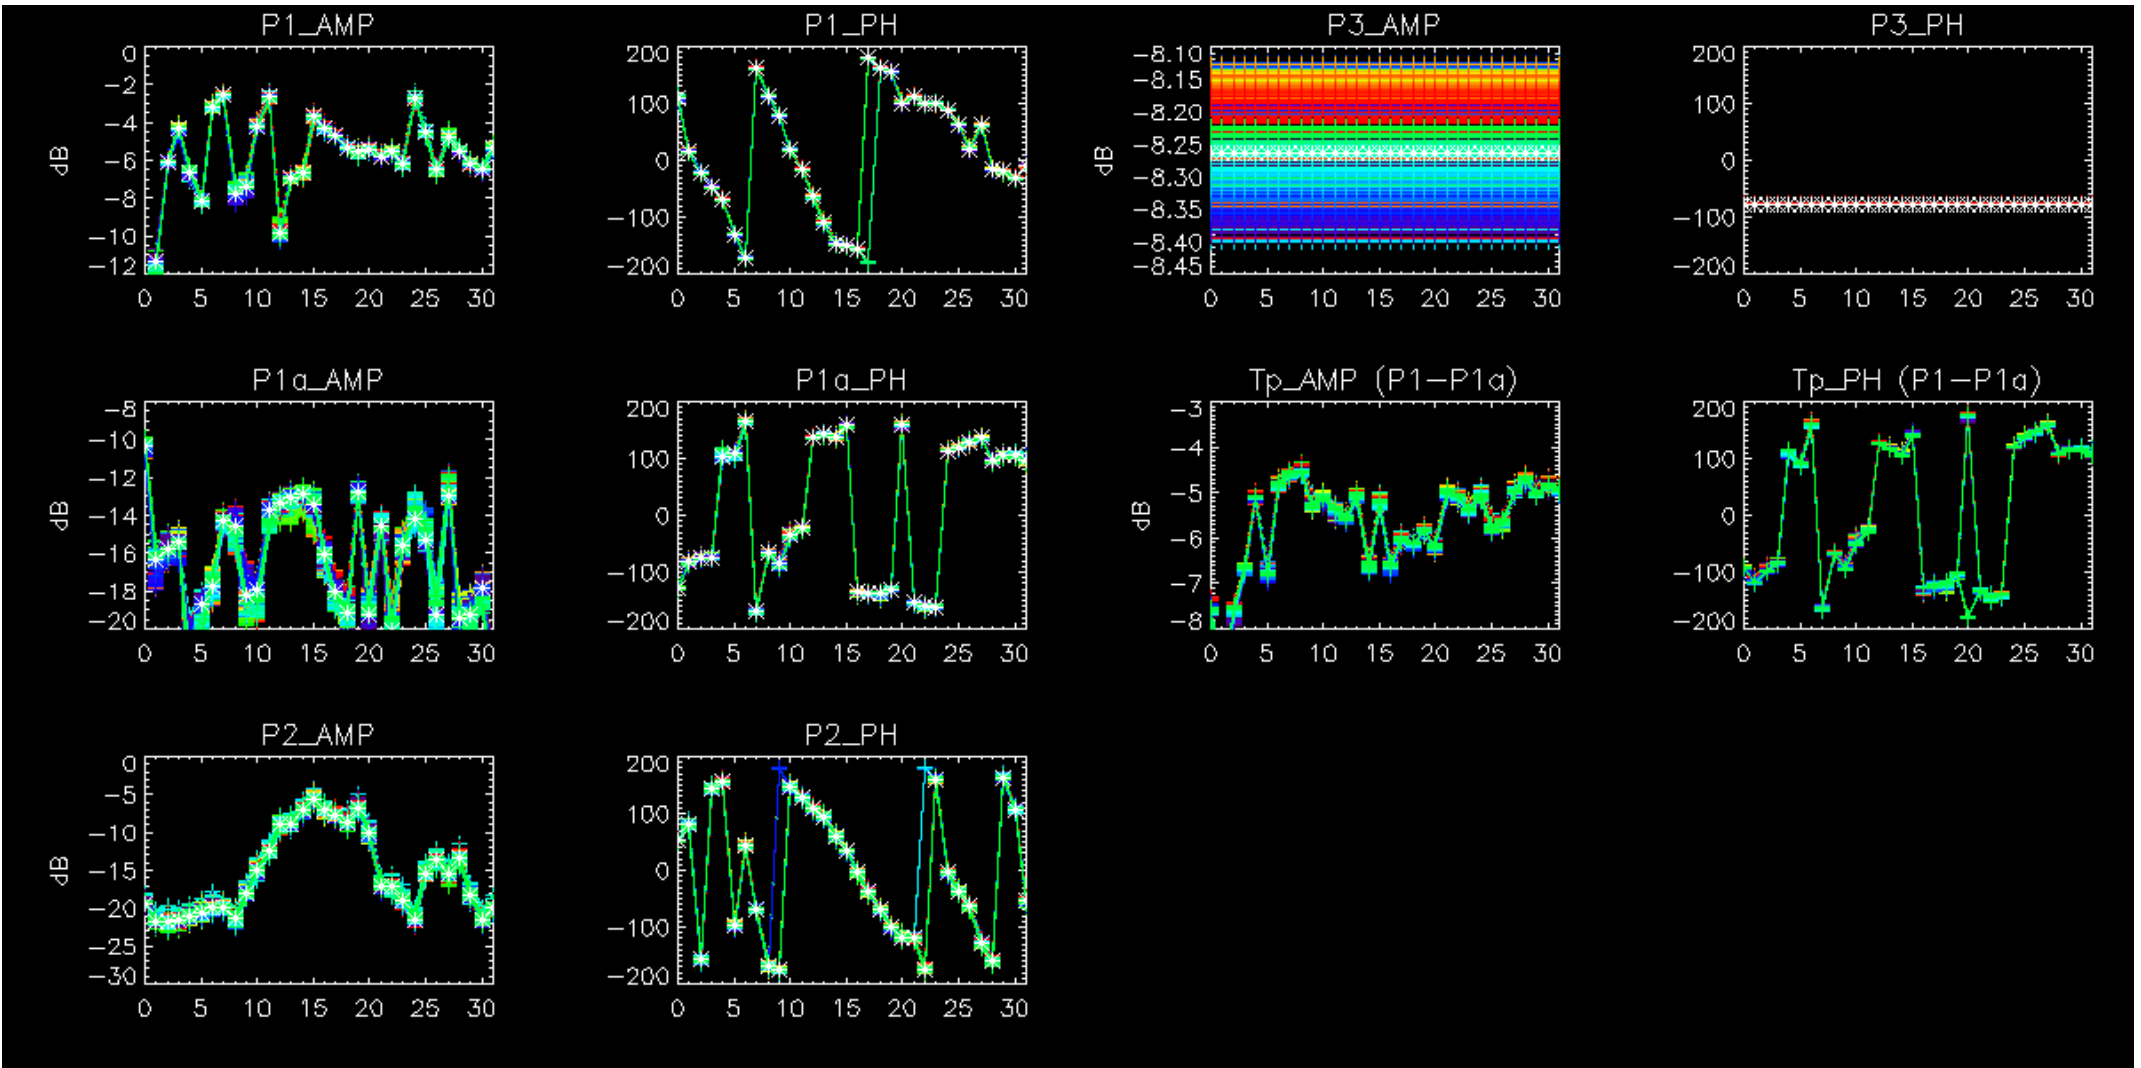 P1_AMP
P1_PH
P3_AMP
P3_PH
0
-2
-4
-6
-8
-10
-12
dB
0 5 10 15 20 25 30
200
100
0
-100
-200
0 5 10 15 20 25 30
-8.10
-8.15
-8.20
-8.25
-8.30
-8.35
-8.40
-8.45
dB
0 5 10 15 20 25 30
200
100
0
-100
-200
0 5 10 15 20 25 30
P1a_AMP
P1a_PH
Tp_AMP (P1-P1a)
Tp_PH (P1-P1a)
-8
-10
-12
-14
-16
-18
-20
dB
0 5 10 15 20 25 30
200
100
0
-100
-200
0 5 10 15 20 25 30
-3
-4
-5
-6
-7
-8
dB
0 5 10 15 20 25 30
200
100
0
-100
-200
0 5 10 15 20 25 30
P2_AMP
P2_PH
0
-5
-10
-15
-20
-25
-30
dB
0 5 10 15 20 25 30
200
100
0
-100
-200
0 5 10 15 20 25 30